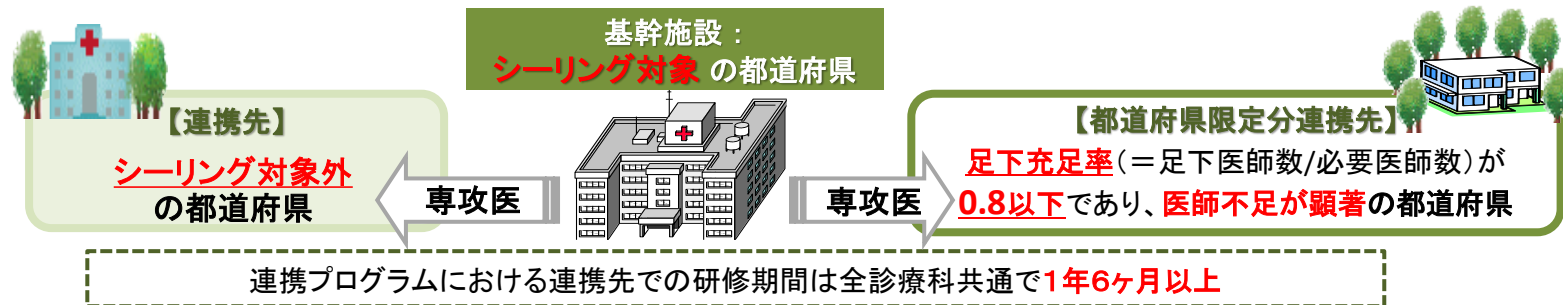 基幹施設：
シーリング対象 の都道府県
【連携先】
シーリング対象外
の都道府県
専攻医
専攻医
【都道府県限定分連携先】
足下充足率（＝足下医師数/必要医師数）が
0.8以下であり、医師不足が顕著の都道府県
連携プログラムにおける連携先での研修期間は全診療科共通で１年６ヶ月以上